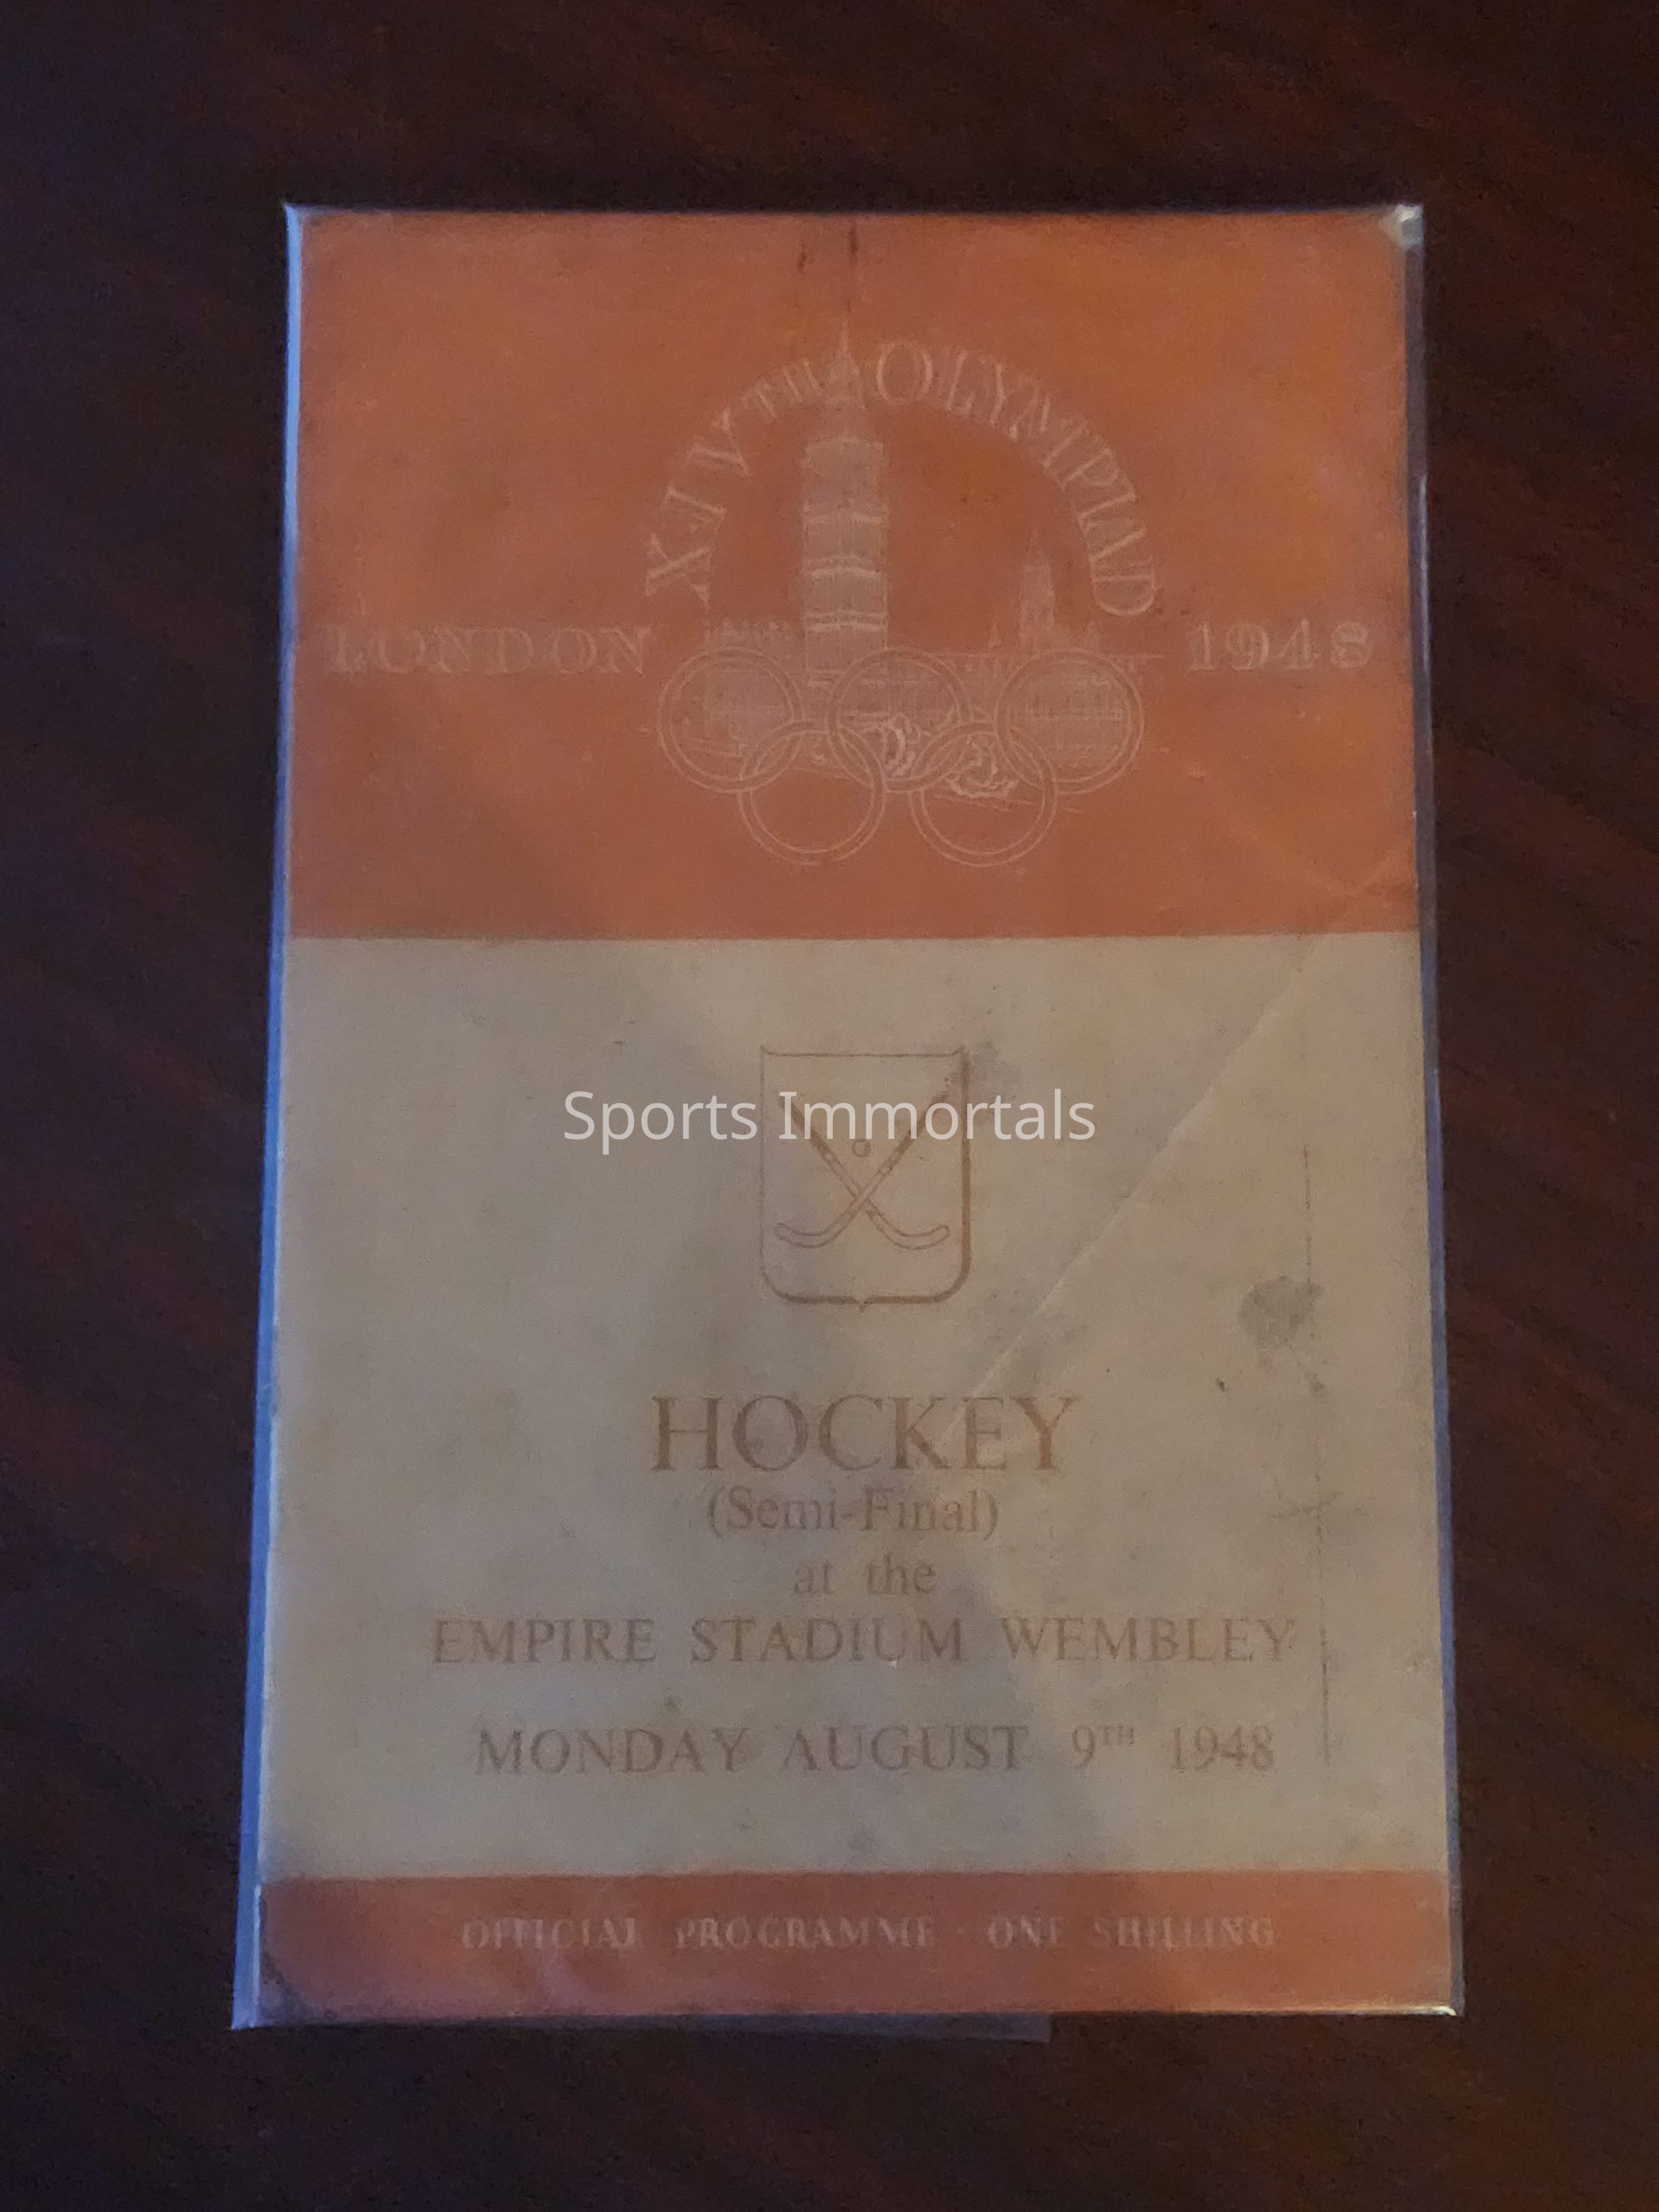 XIVTH OLYMPIAD
LONDON 1948
Sports Immortals
HOCKEY
(Semi-Final)
at the
EMPIRE STADIUM WEMBLEY
MONDAY AUGUST 9TH 1948
OFFICIAL PROGRAMME · ONE SHILLING